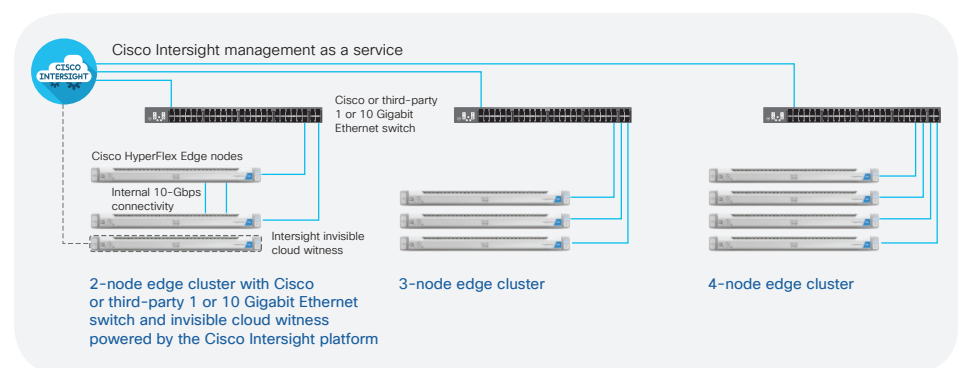 Cisco Intersight management as a service
CISCO
INTERSIGHT
Cisco or third-party
1 or 10 Gigabit
Ethernet switch
Cisco HyperFlex Edge nodes
Internal 10-Gbps
connectivity
Intersight invisible
cloud witness
2-node edge cluster with Cisco
or third-party 1 or 10 Gigabit Ethernet
switch and invisible cloud witness
powered by the Cisco Intersight platform
3-node edge cluster
4-node edge cluster